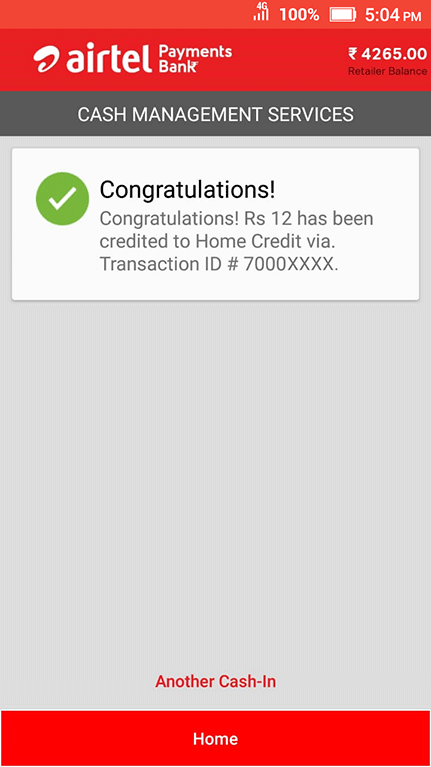 4G
100%
5:04 PM
airtel Payments Bank
₹ 4265.00
Retailer Balance
CASH MANAGEMENT SERVICES
Congratulations!
Congratulations! Rs 12 has been
credited to Home Credit via.
Transaction ID # 7000XXXX.
Another Cash-In
Home